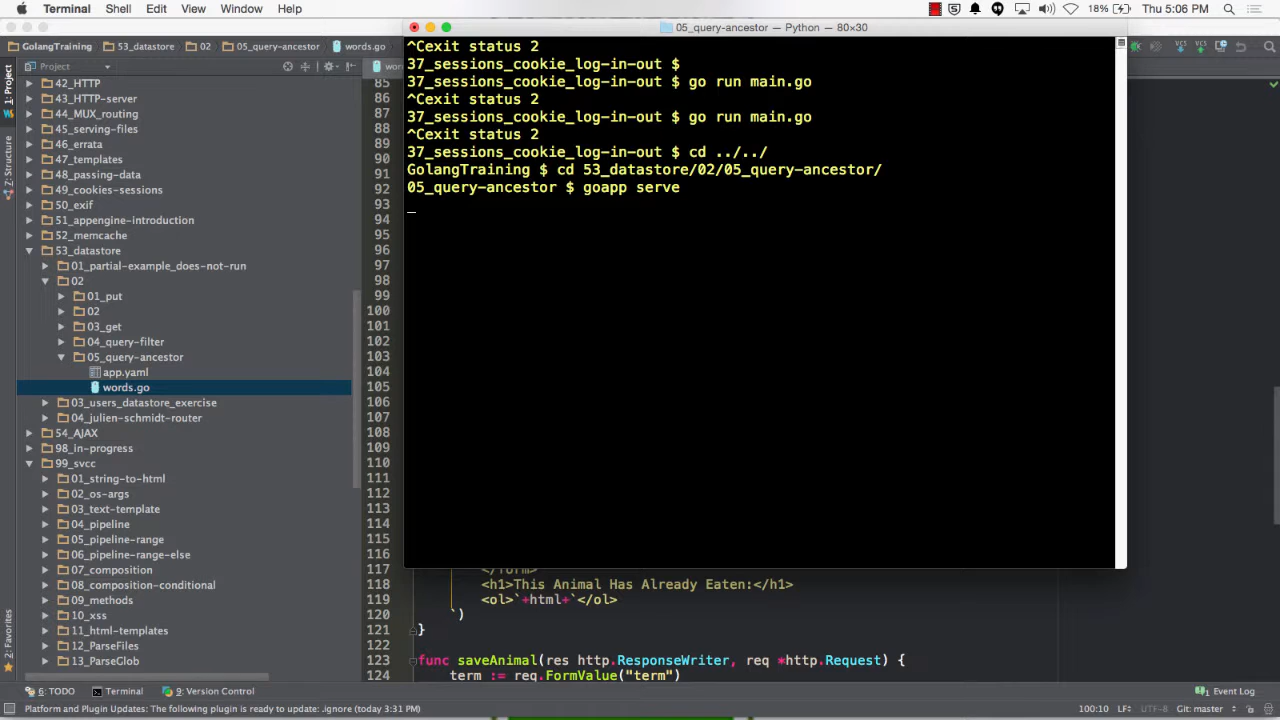 Terminal Shell Edit View Window Help
18% Thu 5:06 PM
GolangTraining 53_datastore 02 05_query-ancestor words.go
Project
1: Project
Z: Structure
2: Favorites
42_HTTP
43_HTTP-server
44_MUX_routing
45_serving-files
46_errata
47_templates
48_passing-data
49_cookies-sessions
50_exif
51_appengine-introduction
52_memcache
53_datastore
01_partial-example_does-not-run
02
01_put
02
03_get
04_query-filter
05_query-ancestor
app.yaml
words.go
03_users_datastore_exercise
04_julien-schmidt-router
54_AJAX
98_in-progress
99_svcc
01_string-to-html
02_os-args
03_text-template
04_pipeline
05_pipeline-range
06_pipeline-range-else
07_composition
08_composition-conditional
09_methods
10_xss
11_html-templates
12_ParseFiles
13_ParseGlob
85
86
87
88
89
90
91
92
93
94
95
96
97
98
99
100
101
102
103
104
105
106
107
108
109
110
111
112
113
114
115
116
117
118 <h1>This Animal Has Already Eaten:</h1>
119 <ol>`+html+`</ol>
120 `)
121 }
122
123 func saveAnimal(res http.ResponseWriter, req *http.Request) {
124 term := req.FormValue("term")
05_query-ancestor — Python — 80×30
^Cexit status 2
37_sessions_cookie_log-in-out $
37_sessions_cookie_log-in-out $ go run main.go
^Cexit status 2
37_sessions_cookie_log-in-out $ go run main.go
^Cexit status 2
37_sessions_cookie_log-in-out $ cd ../../
GolangTraining $ cd 53_datastore/02/05_query-ancestor/
05_query-ancestor $ goapp serve
6: TODO Terminal 9: Version Control Event Log
Platform and Plugin Updates: The following plugin is ready to update: .ignore (today 3:31 PM) 100:10 LF UTF-8 Git: master